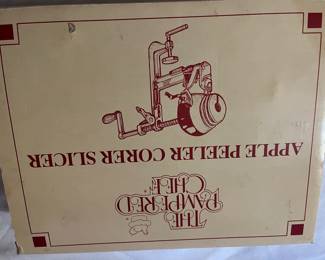 THE
PAMPERED
CHEF
APPLE PEELER CORER SLICER